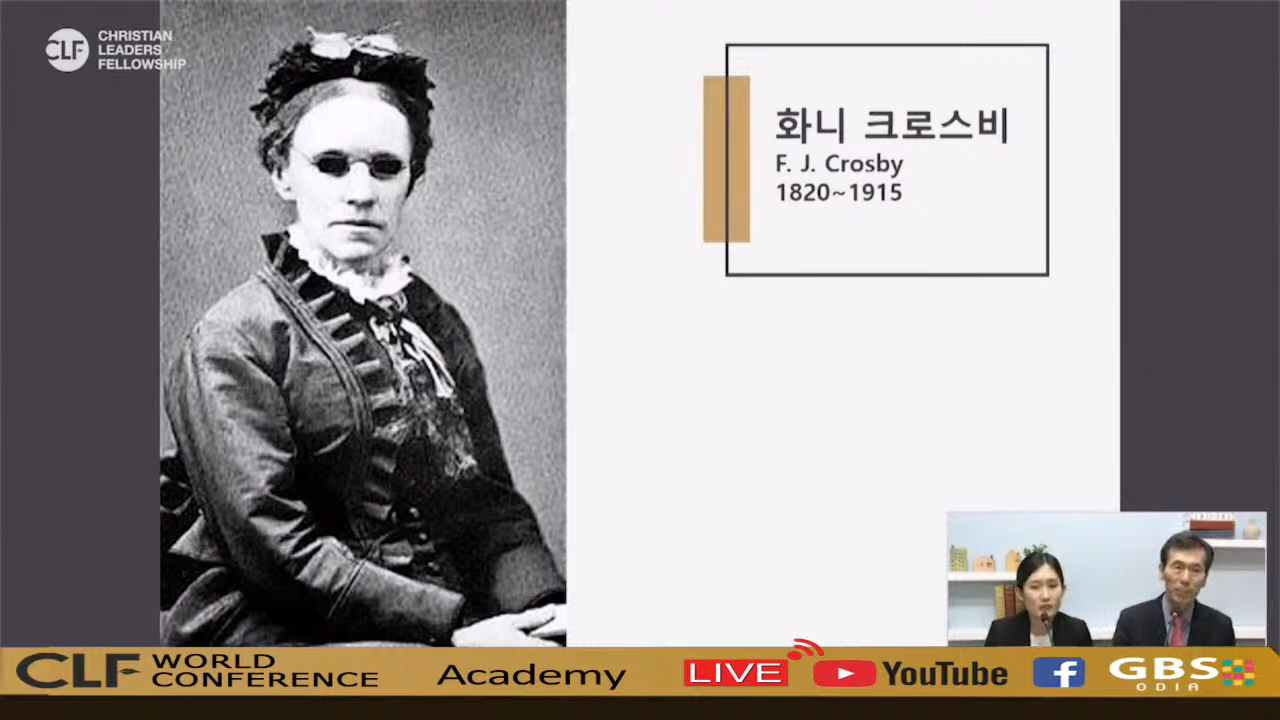 CLF
CHRISTIAN
LEADERS
FELLOWSHIP
화니 크로스비
F. J. Crosby
1820~1915
CLF WORLD
CONFERENCE
Academy
LIVE
YouTube
f
GBS
ODIA